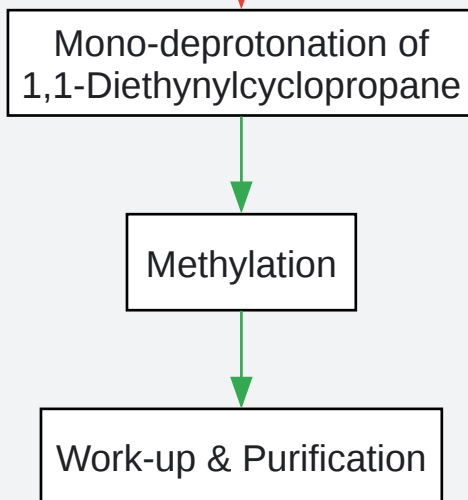 Mono-deprotonation of
1,1-Diethynylcyclopropane
Methylation
Work-up & Purification